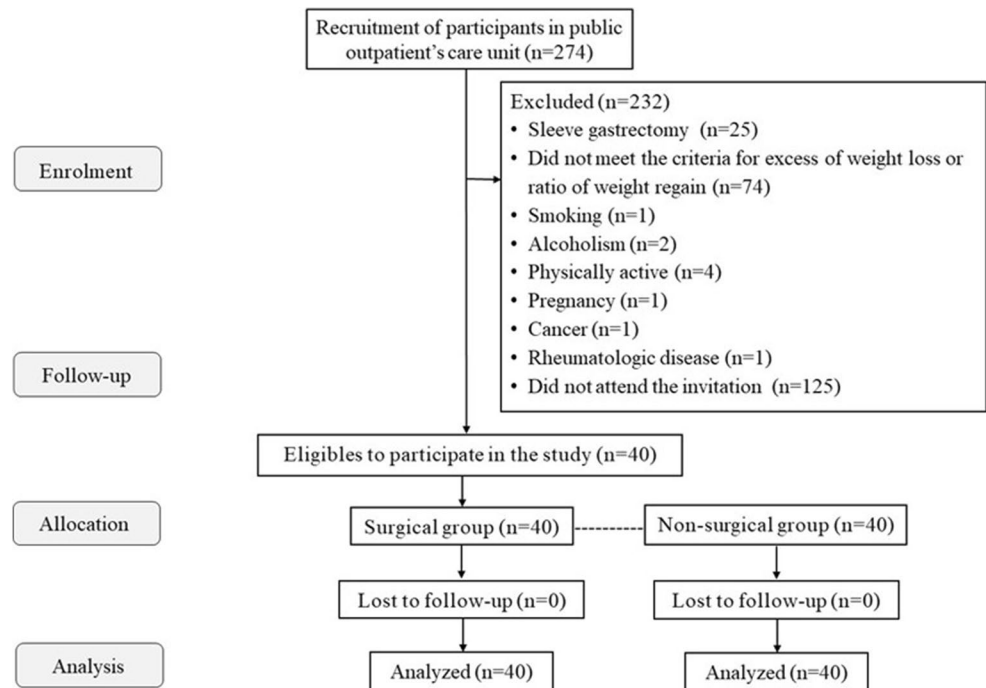 Recruitment of participants in public
outpatient's care unit (n=274)
Enrolment
Excluded (n=232)
• Sleeve gastrectomy (n=25)
• Did not meet the criteria for excess of weight loss or
ratio of weight regain (n=74)
• Smoking (n=1)
• Alcoholism (n=2)
• Physically active (n=4)
• Pregnancy (n=1)
• Cancer (n=1)
• Rheumatologic disease (n=1)
• Did not attend the invitation (n=125)
Follow-up
Eligibles to participate in the study (n=40)
Allocation
Surgical group (n=40)
Non-surgical group (n=40)
Lost to follow-up (n=0)
Lost to follow-up (n=0)
Analysis
Analyzed (n=40)
Analyzed (n=40)